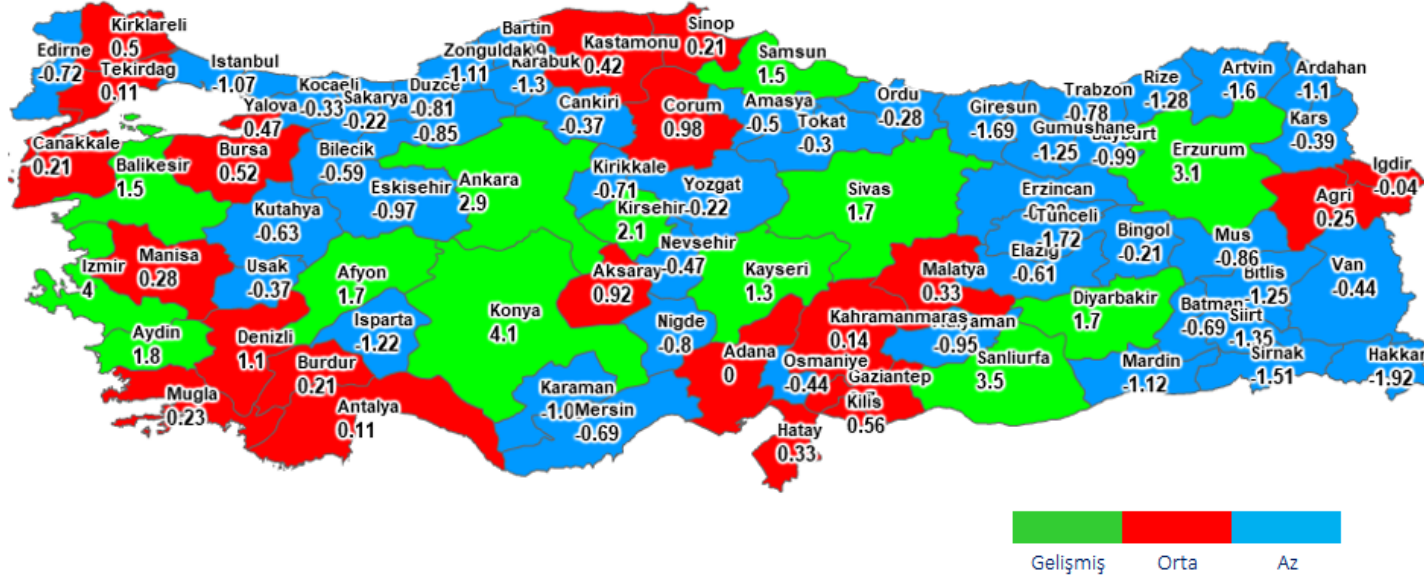 Kirklareli
0.5
Edirne
-0.72
Tekirdag
0.11
Istanbul
-1.07
Kocaeli
-0.33
Yalova
0.47
Sakarya
-0.22
Duzce
-0.81
-0.85
Bartin
Zonguldak
-1.11
Karabuk
-1.3
Kastamonu
0.42
Sinop
0.21
Samsun
1.5
Cankiri
-0.37
Corum
0.98
Amasya
-0.5
Tokat
-0.3
Ordu
-0.28
Giresun
-1.69
Trabzon
-0.78
Gumushane
-1.25
Bayburt
-0.99
Rize
-1.28
Artvin
-1.6
Ardahan
-1.1
Kars
-0.39
Erzurum
3.1
Igdir
-0.04
Agri
0.25
Canakkale
0.21
Balikesir
1.5
Bursa
0.52
Bilecik
-0.59
Eskisehir
-0.97
Ankara
2.9
Kirikkale
-0.71
Kirsehir
2.1
Yozgat
-0.22
Sivas
1.7
Erzincan
Tunceli
-1.72
Elazig
-0.61
Bingol
-0.21
Mus
-0.86
Bitlis
-1.25
Van
-0.44
Kutahya
-0.63
Manisa
0.28
Izmir
4
Usak
-0.37
Afyon
1.7
Konya
4.1
Aksaray
0.92
Nevsehir
-0.47
Kayseri
1.3
Malatya
0.33
Diyarbakir
1.7
Batman
-0.69
Siirt
-1.35
Sirnak
-1.51
Hakkar
-1.92
Aydin
1.8
Denizli
1.1
Isparta
-1.22
Burdur
0.21
Mugla
0.23
Antalya
0.11
Karaman
Mersin
-0.69
Nigde
-0.8
Adana
0
Kahramanmaras
0.14
-0.95
Osmaniye
-0.44
Gaziantep
Kilis
0.56
Hatay
0.33
Sanliurfa
3.5
Mardin
-1.12
Gelişmiş
Orta
Az